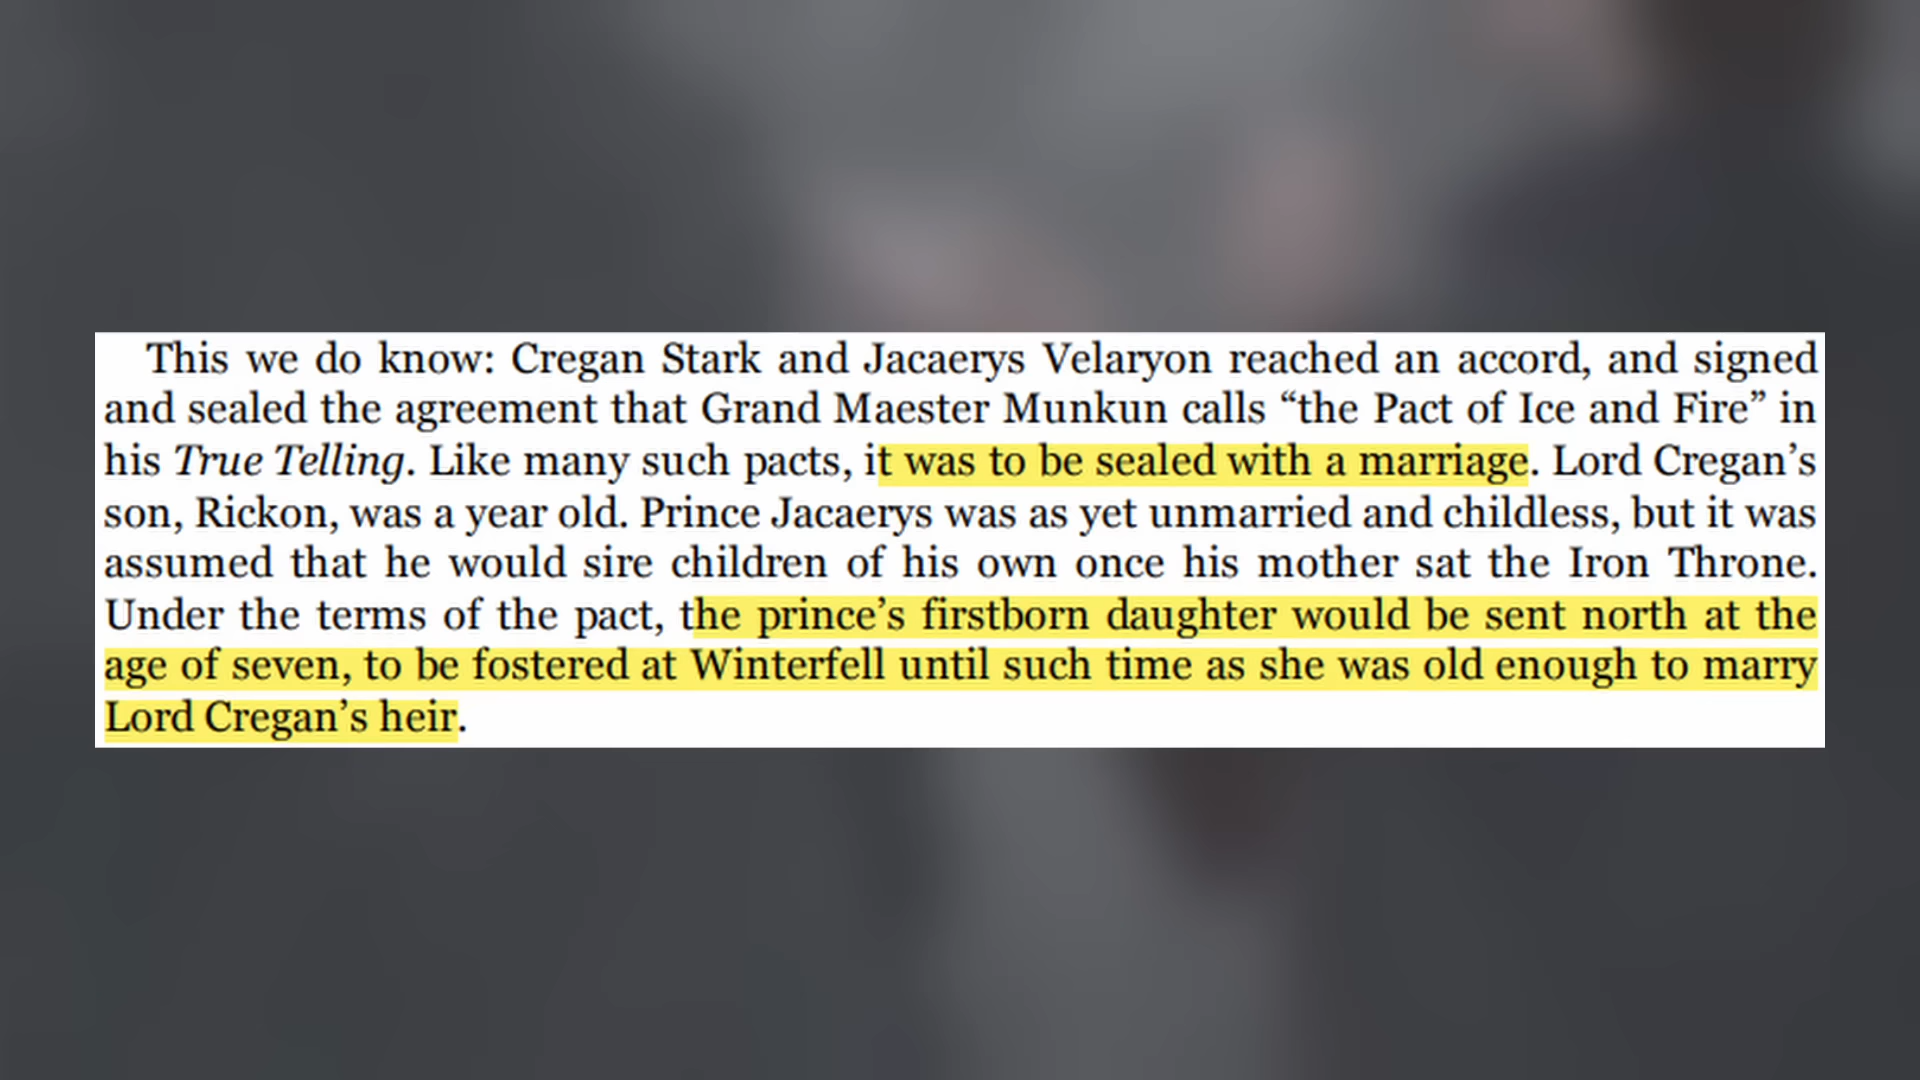 This we do know: Cregan Stark and Jacaerys Velaryon reached an accord, and signed
and sealed the agreement that Grand Maester Munkun calls “the Pact of Ice and Fire” in
his True Telling. Like many such pacts, it was to be sealed with a marriage. Lord Cregan’s
son, Rickon, was a year old. Prince Jacaerys was as yet unmarried and childless, but it was
assumed that he would sire children of his own once his mother sat the Iron Throne.
Under the terms of the pact, the prince’s firstborn daughter would be sent north at the
age of seven, to be fostered at Winterfell until such time as she was old enough to marry
Lord Cregan’s heir.